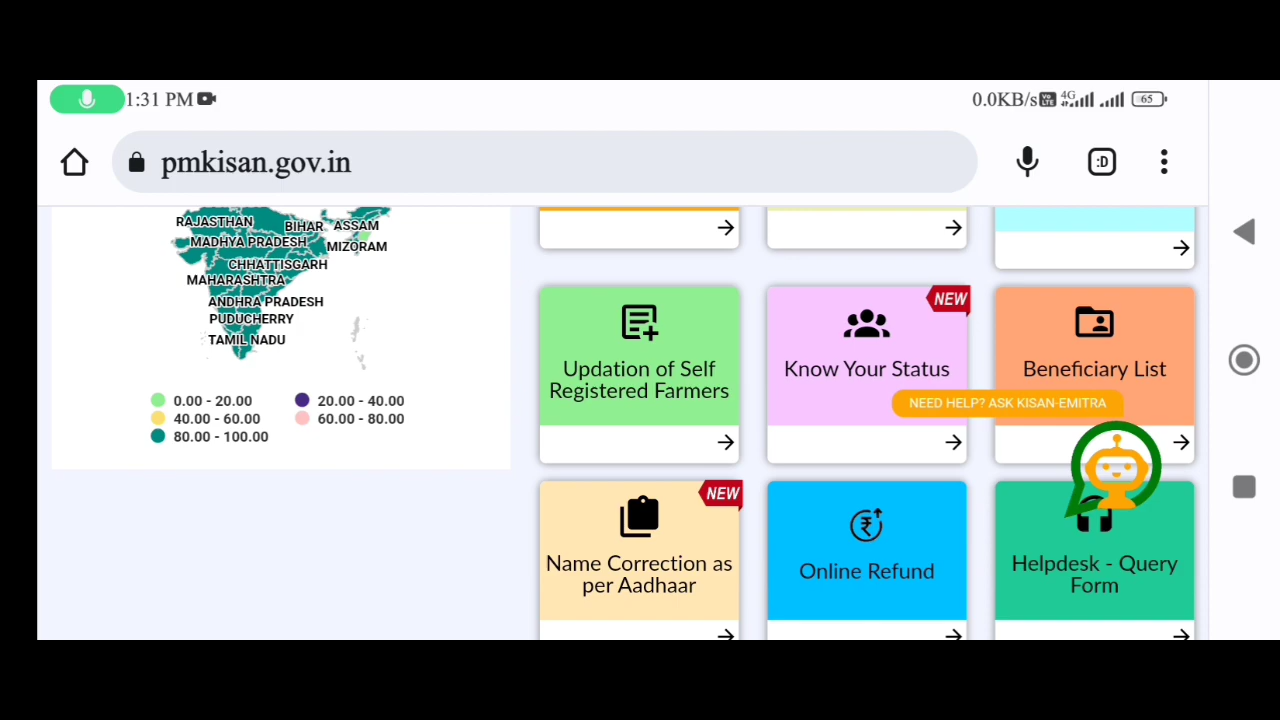 1:31 PM
0.0KB/s Vo LTE 4G 65
pmkisan.gov.in :D
RAJASTHAN
BIHAR ASSAM
MADHYA PRADESH MIZORAM
CHHATTISGARH
MAHARASHTRA
ANDHRA PRADESH
PUDUCHERRY
TAMIL NADU
0.00 - 20.00 20.00 - 40.00
40.00 - 60.00 60.00 - 80.00
80.00 - 100.00
Updation of Self
Registered Farmers
NEW
Know Your Status
Beneficiary List
NEED HELP? ASK KISAN-EMITRA
NEW
Name Correction as
per Aadhaar
Online Refund
Helpdesk - Query
Form